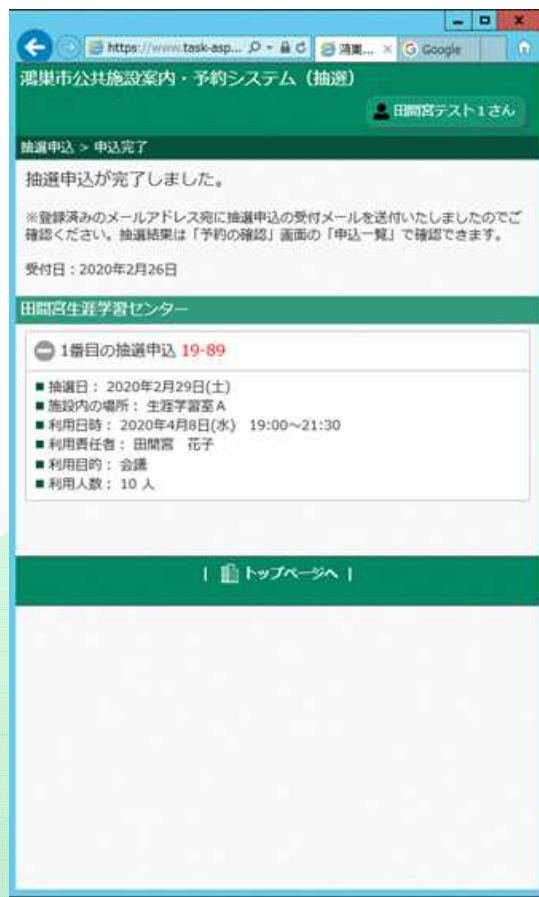 https://www.task-asp...
鴻巣...
Google
鴻巣市公共施設案内・予約システム（抽選）
田間宮テスト１さん
抽選申込 > 申込完了
抽選申込が完了しました。
※登録済みのメールアドレス宛に抽選申込の受付メールを送付いたしましたのでご
確認ください。抽選結果は「予約の確認」画面の「申込一覧」で確認できます。
受付日：2020年2月26日
田間宮生涯学習センター
1番目の抽選申込 19-89
■ 抽選日： 2020年2月29日(土)
■ 施設内の場所： 生涯学習室Ａ
■ 利用日時： 2020年4月8日(水) 19:00～21:30
■ 利用責任者： 田間宮 花子
■ 利用目的： 会議
■ 利用人数： 10 人
| トップページへ |